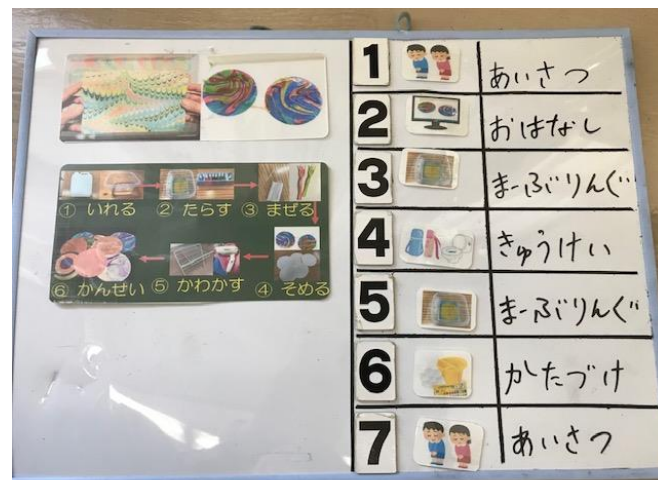 ① いれる ② たらす ③ まぜる
⑥ かんせい ⑤ かわかす ④ そめる
1 あいさつ
2 おはなし
3 まーぶりんぐ
4 きゅうけい
5 まーぶりんぐ
6 かたづけ
7 あいさつ